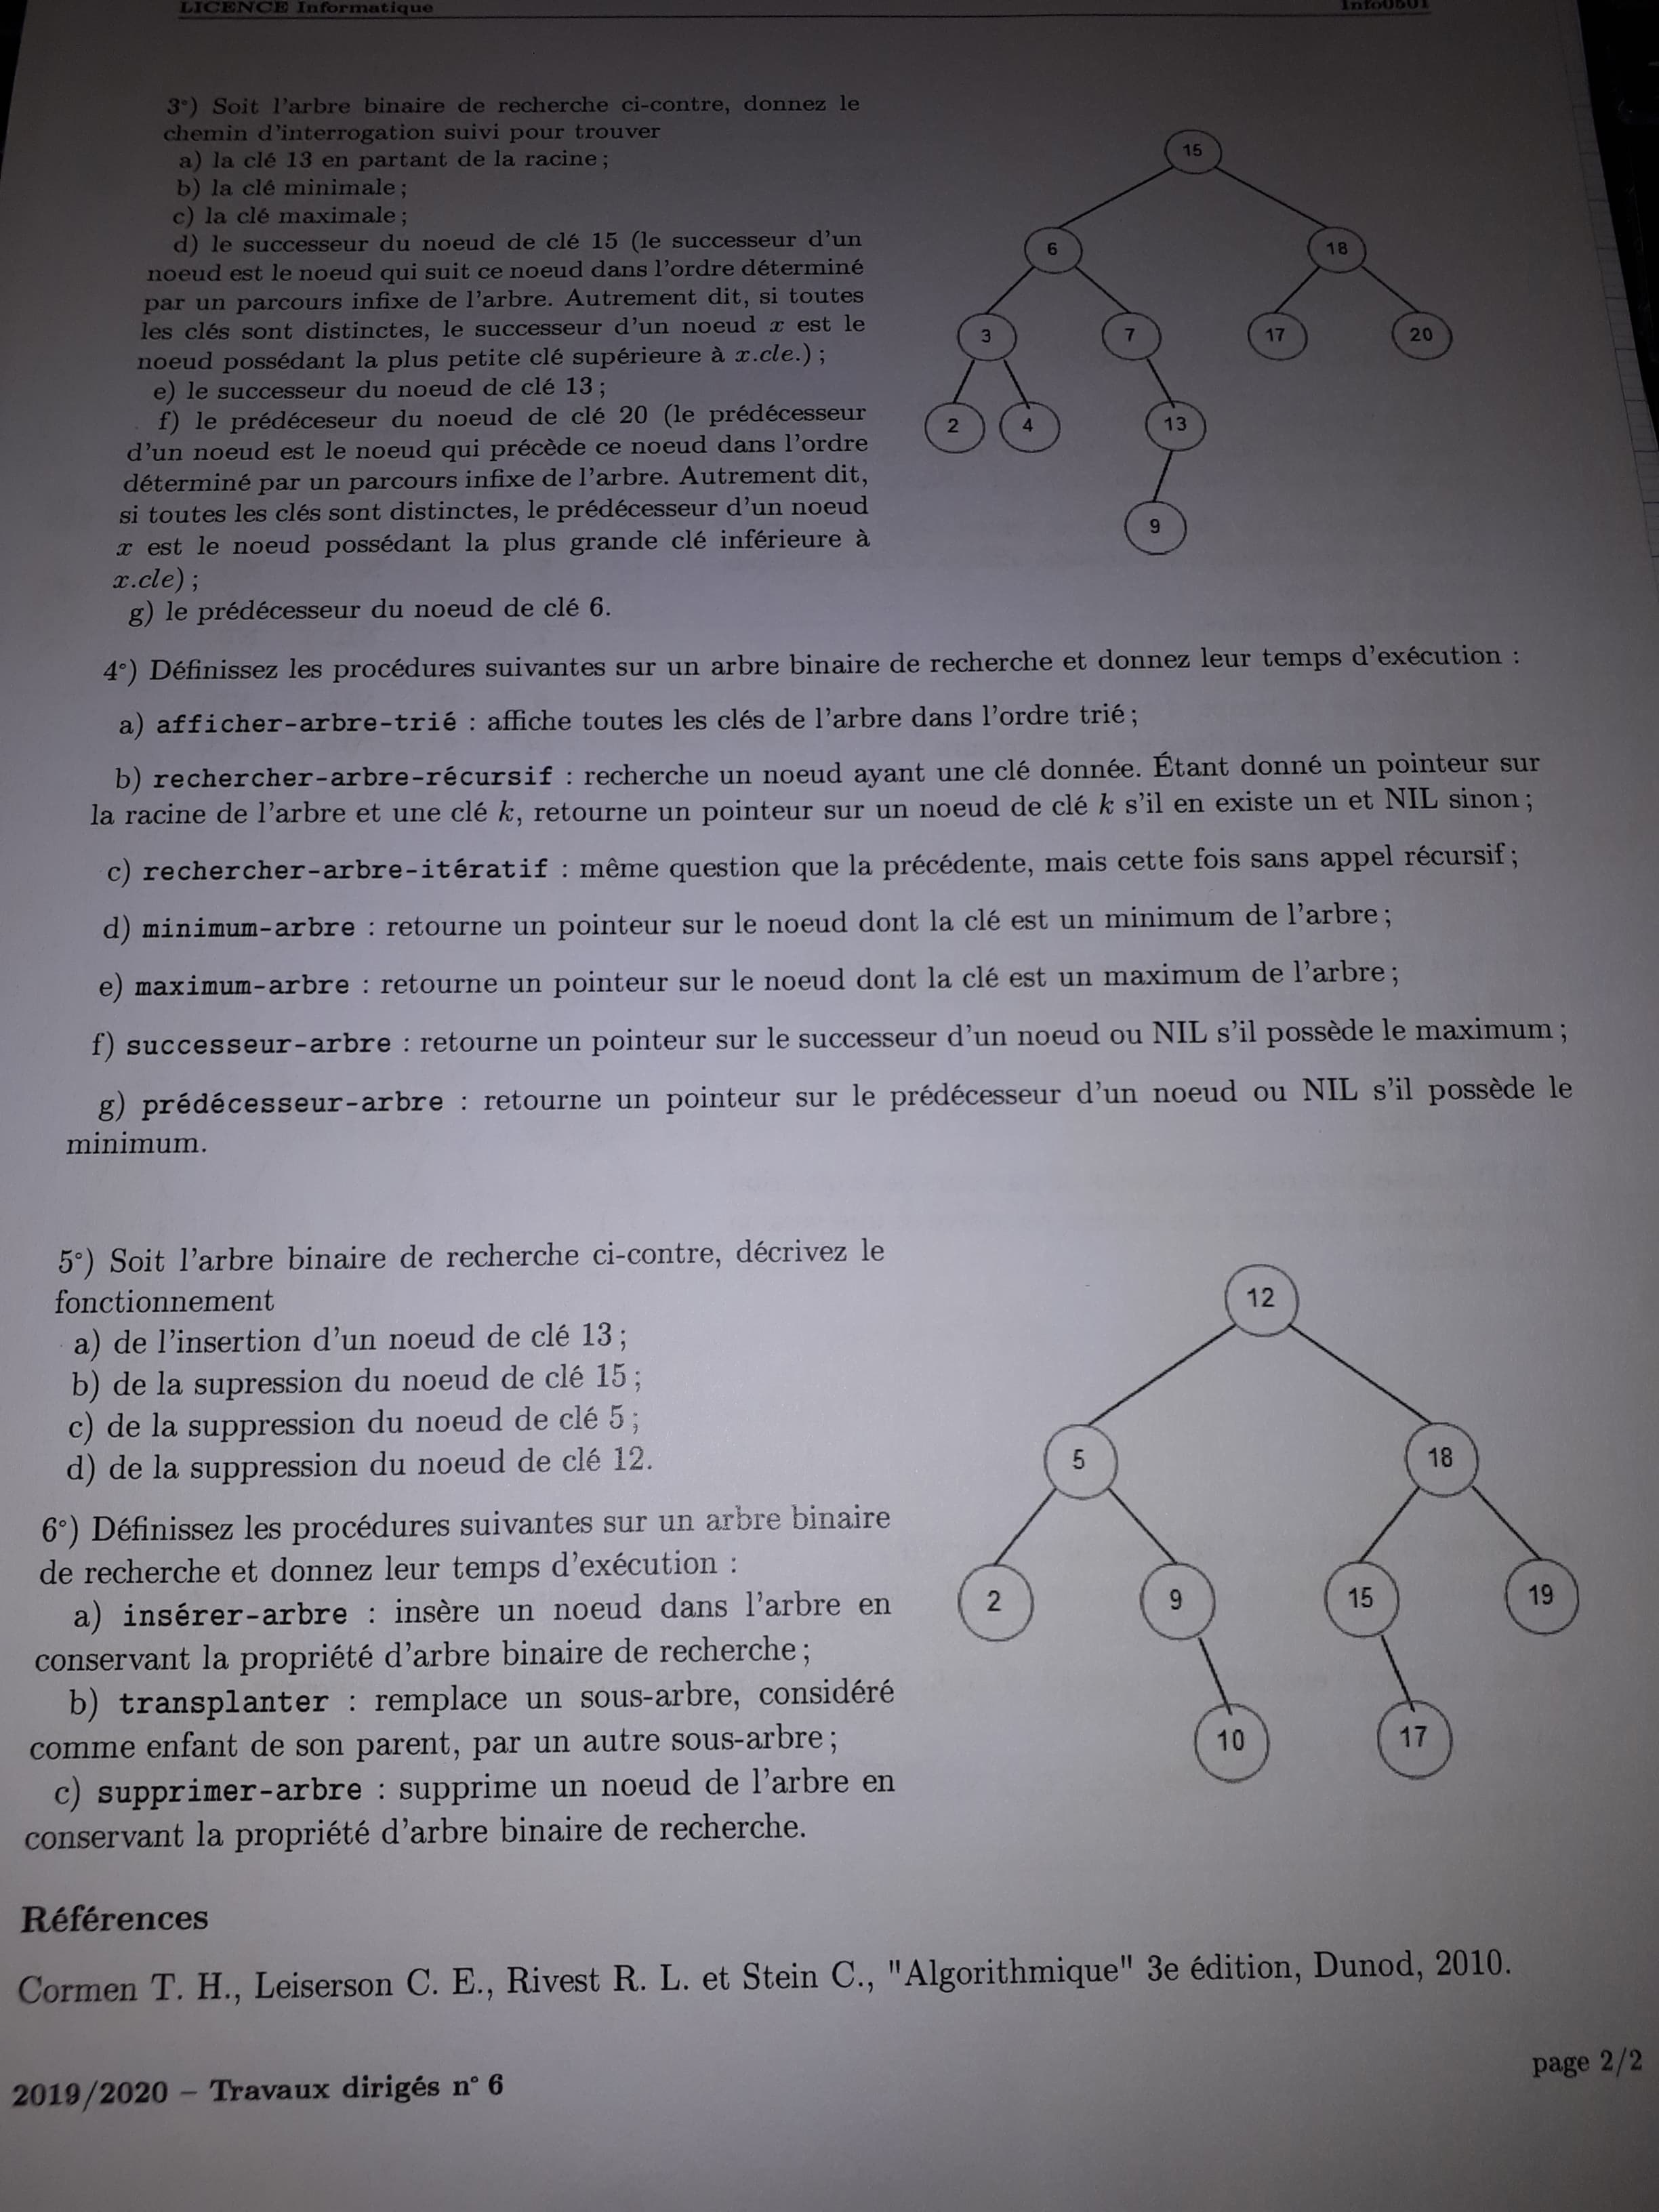 LICENCE Informatique
Info0501
3°) Soit l'arbre binaire de recherche ci-contre, donnez le
chemin d'interrogation suivi pour trouver
a) la clé 13 en partant de la racine ;
b) la clé minimale ;
c) la clé maximale ;
d) le successeur du noeud de clé 15 (le successeur d'un
noeud est le noeud qui suit ce noeud dans l'ordre déterminé
par un parcours infixe de l'arbre. Autrement dit, si toutes
les clés sont distinctes, le successeur d'un noeud x est le
noeud possédant la plus petite clé supérieure à x.cle.) ;
e) le successeur du noeud de clé 13 ;
f) le prédéceseur du noeud de clé 20 (le prédécesseur
d'un noeud est le noeud qui précède ce noeud dans l'ordre
déterminé par un parcours infixe de l'arbre. Autrement dit,
si toutes les clés sont distinctes, le prédécesseur d'un noeud
x est le noeud possédant la plus grande clé inférieure à
x.cle) ;
g) le prédécesseur du noeud de clé 6.
15
6
18
3
7
17
20
2
4
13
9
4°) Définissez les procédures suivantes sur un arbre binaire de recherche et donnez leur temps d'exécution :
a) afficher-arbre-trié : affiche toutes les clés de l'arbre dans l'ordre trié ;
b) rechercher-arbre-récursif : recherche un noeud ayant une clé donnée. Étant donné un pointeur sur
la racine de l'arbre et une clé k, retourne un pointeur sur un noeud de clé k s'il en existe un et NIL sinon ;
c) rechercher-arbre-itératif : même question que la précédente, mais cette fois sans appel récursif ;
d) minimum-arbre : retourne un pointeur sur le noeud dont la clé est un minimum de l'arbre ;
e) maximum-arbre : retourne un pointeur sur le noeud dont la clé est un maximum de l'arbre ;
f) successeur-arbre : retourne un pointeur sur le successeur d'un noeud ou NIL s'il possède le maximum ;
g) prédécesseur-arbre : retourne un pointeur sur le prédécesseur d'un noeud ou NIL s'il possède le
minimum.
5°) Soit l'arbre binaire de recherche ci-contre, décrivez le
fonctionnement
a) de l'insertion d'un noeud de clé 13 ;
b) de la supression du noeud de clé 15 ;
c) de la suppression du noeud de clé 5 ;
d) de la suppression du noeud de clé 12.
6°) Définissez les procédures suivantes sur un arbre binaire
de recherche et donnez leur temps d'exécution :
a) insérer-arbre : insère un noeud dans l'arbre en
conservant la propriété d'arbre binaire de recherche ;
b) transplanter : remplace un sous-arbre, considéré
comme enfant de son parent, par un autre sous-arbre ;
c) supprimer-arbre : supprime un noeud de l'arbre en
conservant la propriété d'arbre binaire de recherche.
12
5
18
2
9
15
19
10
17
Références
Cormen T. H., Leiserson C. E., Rivest R. L. et Stein C., "Algorithmique" 3e édition, Dunod, 2010.
2019/2020 – Travaux dirigés n° 6
page 2/2